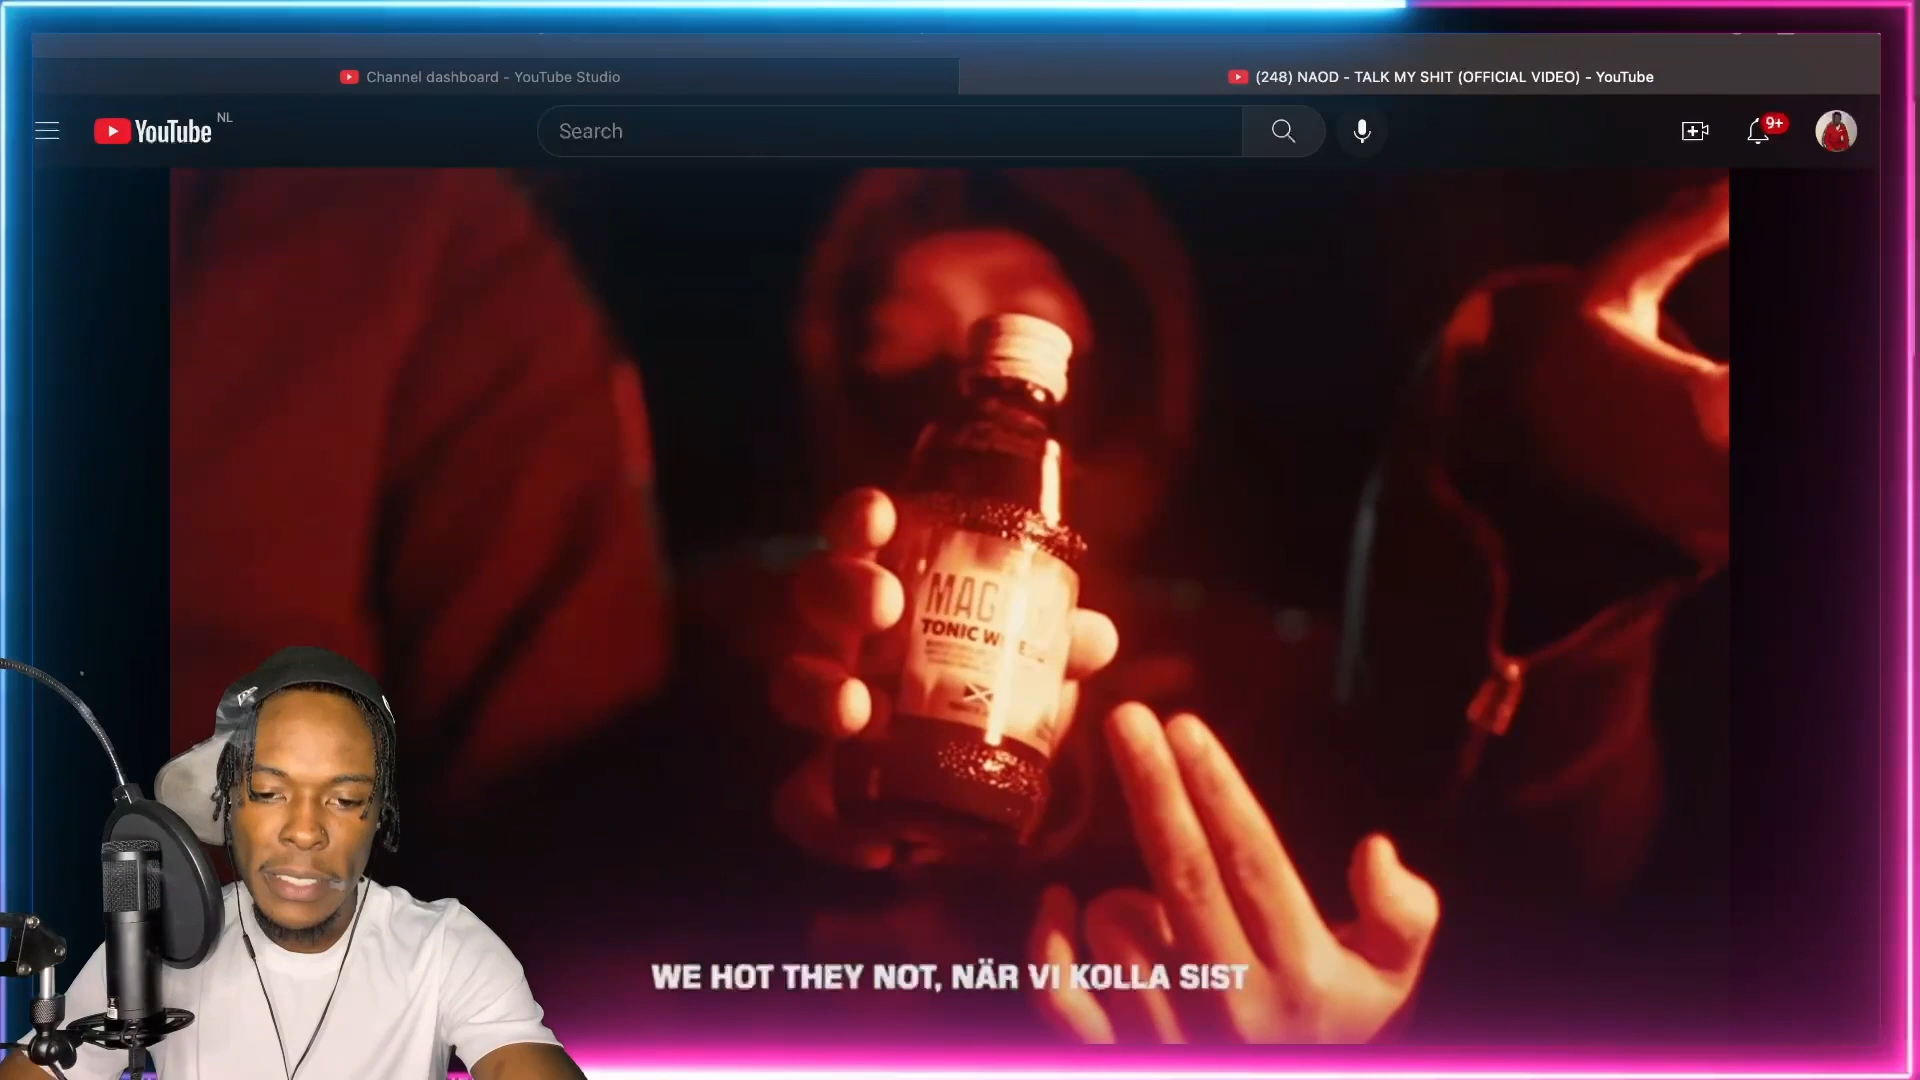 Channel dashboard - YouTube Studio
(248) NAOD - TALK MY SHIT (OFFICIAL VIDEO) - YouTube
YouTube NL
Search
9+
TONIC
WE HOT THEY NOT, NÄR VI KOLLA SIST